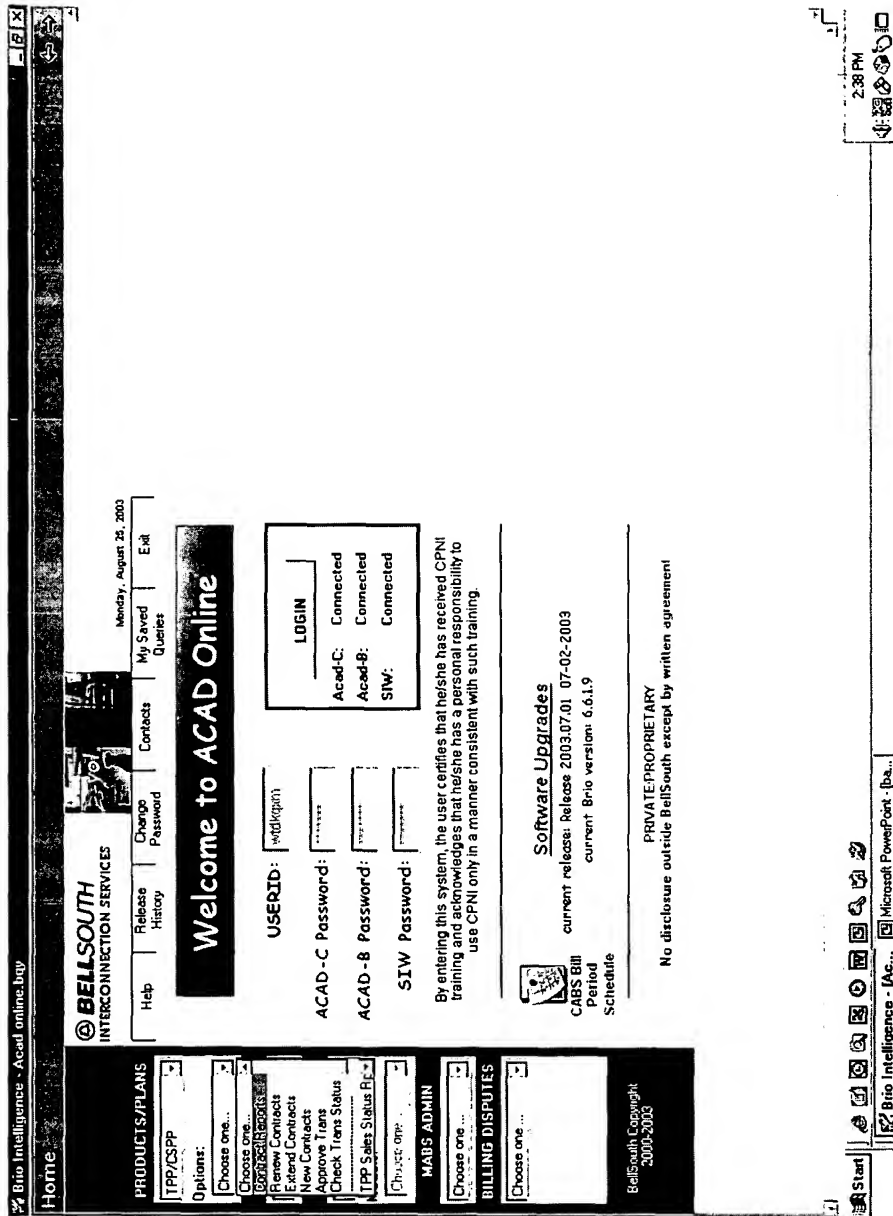 Brio Intelligence - Acad online.bqy
Home
PRODUCTS/PLANS
TPP/CSPP
Options:
Choose one...
Choose one...
Contract Reports
Renew Contracts
Extend Contracts
New Contracts
Approve Trans
Check Trans Status
TPP Sales Status Rp
Choose one...
MABS ADMIN
Choose one ...
BILLING DISPUTES
Choose one ...
BellSouth Copyright
2000-2003
BELLSOUTH
INTERCONNECTION SERVICES
Monday, August 25, 2003
Help
Release History
Change Password
Contacts
My Saved Queries
Exit
Welcome to ACAD Online
USERID:
ACAD-C Password: *******
ACAD-B Password: *******
SIW Password: *******
LOGIN
Acad-C: Connected
Acad-B: Connected
SIW: Connected
By entering this system, the user certifies that he/she has received CPNI
training and acknowledges that he/she has a personal responsibility to
use CPNI only in a manner consistent with such training.
Software Upgrades
current release: Release 2003.07.01 07-02-2003
current Brio version: 6.6.1.9
CABS Bill
Period
Schedule
PRIVATE/PROPRIETARY
No disclosure outside BellSouth except by written agreement
Start
Brio Intelligence - [Ac...
Microsoft PowerPoint - [ba...
2:38 PM